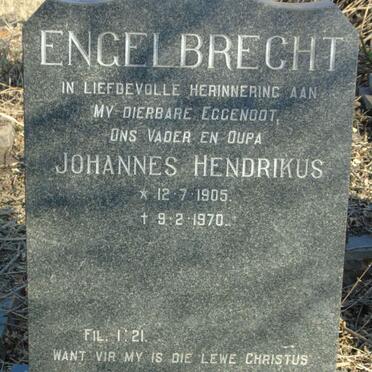 ENGELBRECHT
IN LIEFDEVOLLE HERINNERING AAN
MY DIERBARE EGGENOOT,
ONS VADER EN OUPA
JOHANNES HENDRIKUS
* 12-7-1905.
† 9-2-1970.
FIL. 1:21.
WANT VIR MY IS DIE LEWE CHRISTUS